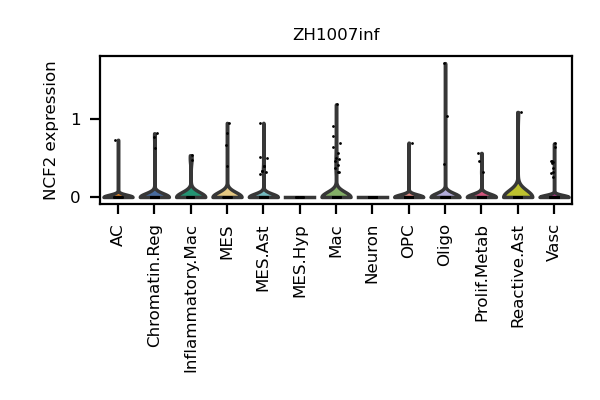 ZH1007inf
NCF2 expression
1
0
AC
Chromatin.Reg
Inflammatory.Mac
MES
MES.Ast
MES.Hyp
Mac
Neuron
OPC
Oligo
Prolif.Metab
Reactive.Ast
Vasc